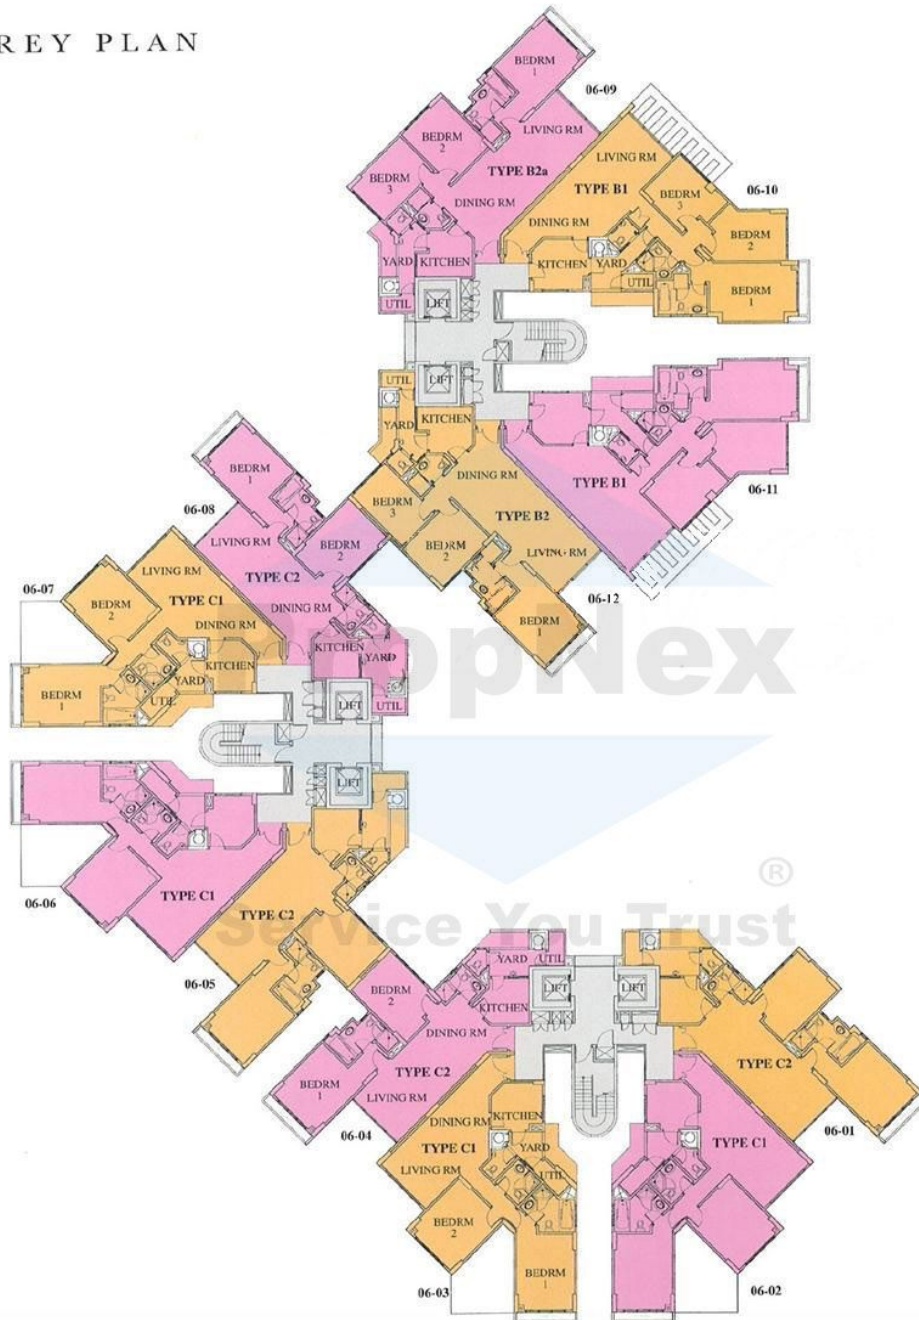 REY PLAN
BEDRM
1
06-09
BEDRM
2
LIVING RM
LIVING RM
BEDRM
3
TYPE B2a
TYPE B1
BEDRM
3
06-10
DINING RM
DINING RM
BEDRM
2
YARD
KITCHEN
KITCHEN
YARD
UTIL
BEDRM
1
UTIL
LIFT
LIFT
UTIL
YARD
KITCHEN
BEDRM
1
06-08
DINING RM
TYPE B1
06-11
BEDRM
3
TYPE B2
LIVING RM
BEDRM
2
BEDRM
2
LIVING RM
LIVING RM
TYPE C2
06-07
BEDRM
2
TYPE C1
06-12
DINING RM
DINING RM
BEDRM
1
PropNex
KITCHEN
YARD
KITCHEN
BEDRM
1
YARD
UTIL
LIFT
UTIL
LIFT
®
06-06
TYPE C1
TYPE C2
Service You Trust
06-05
YARD
UTIL
BEDRM
2
LIFT
LIFT
KITCHEN
DINING RM
BEDRM
1
TYPE C2
TYPE C2
LIVING RM
KITCHEN
DINING RM
06-04
06-01
TYPE C1
YARD
TYPE C1
LIVING RM
UTIL
BEDRM
2
BEDRM
1
06-03
06-02